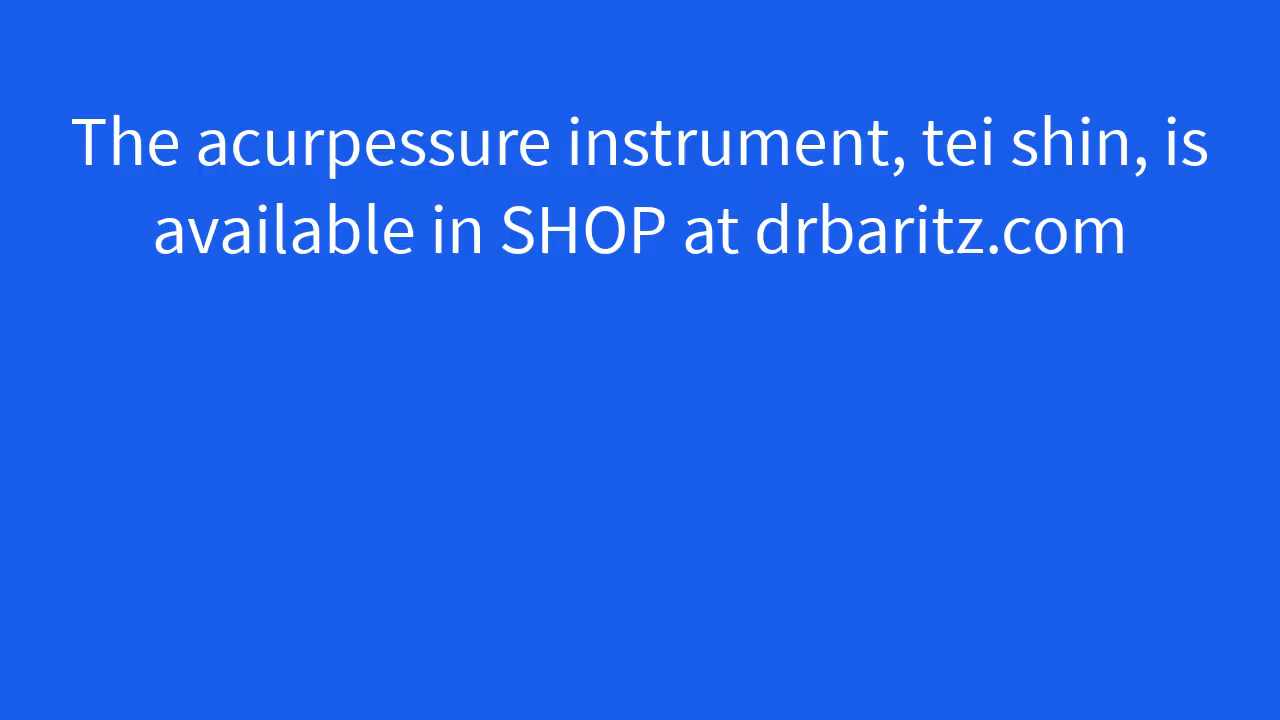 The acurpessure instrument, tei shin, is
available in SHOP at drbaritz.com